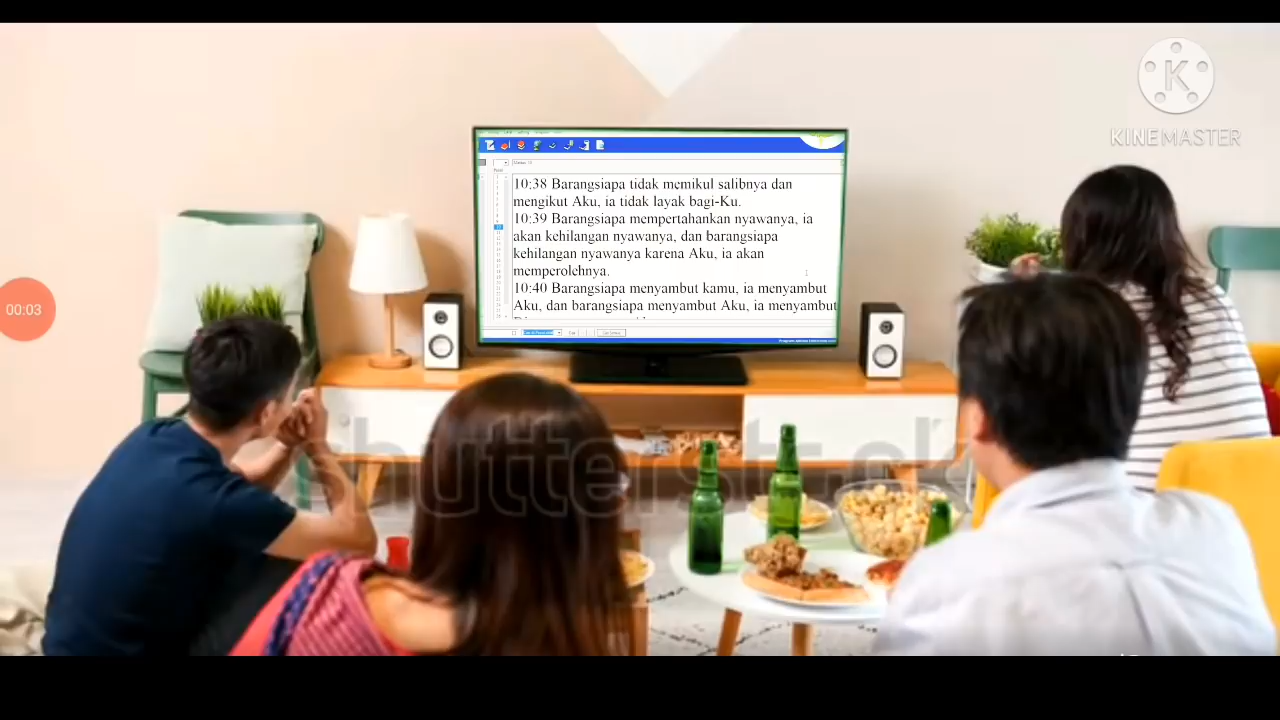 KINEMASTER
10:38 Barangsiapa tidak memikul salibnya dan
mengikut Aku, ia tidak layak bagi-Ku.
10:39 Barangsiapa mempertahankan nyawanya, ia
akan kehilangan nyawanya, dan barangsiapa
kehilangan nyawanya karena Aku, ia akan
memperolehnya.
10:40 Barangsiapa menyambut kamu, ia menyambut
Aku, dan barangsiapa menyambut Aku, ia menyambut
00:03
shutterst.ck